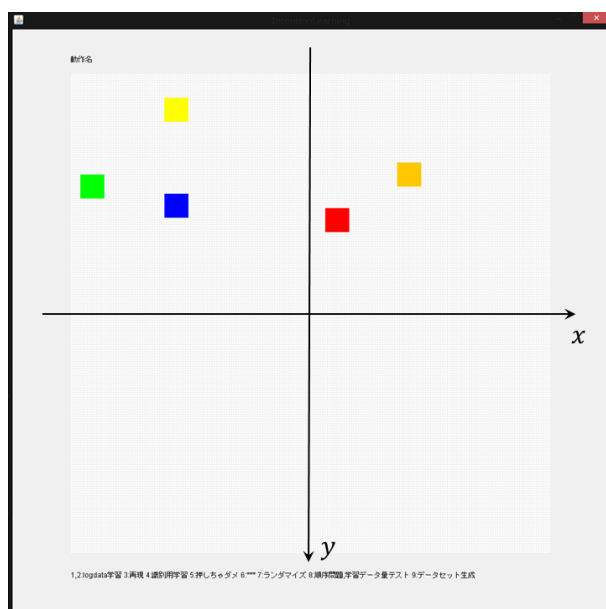 IntentionLearning
動作名
x
y
1,2:logdata学習 3:再現 4:識別用学習 5:押しちゃダメ 6:*** 7:ランダマイズ 8:順序問題,学習データ量テスト 9:データセット生成